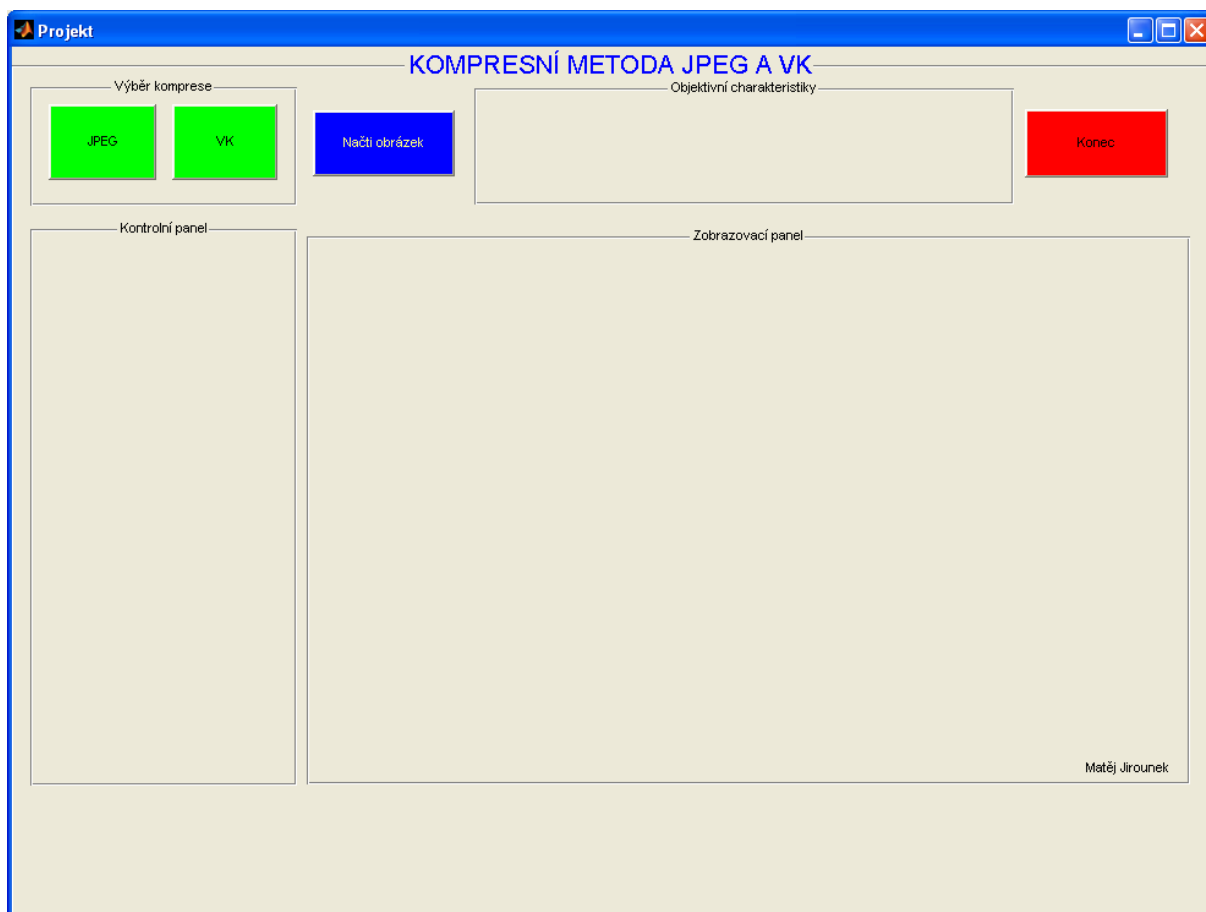 Projekt
KOMPRESNÍ METODA JPEG A VK
Výběr komprese
Objektivní charakteristiky
JPEG
VK
Načti obrázek
Konec
Kontrolní panel
Zobrazovací panel
Matěj Jirounek